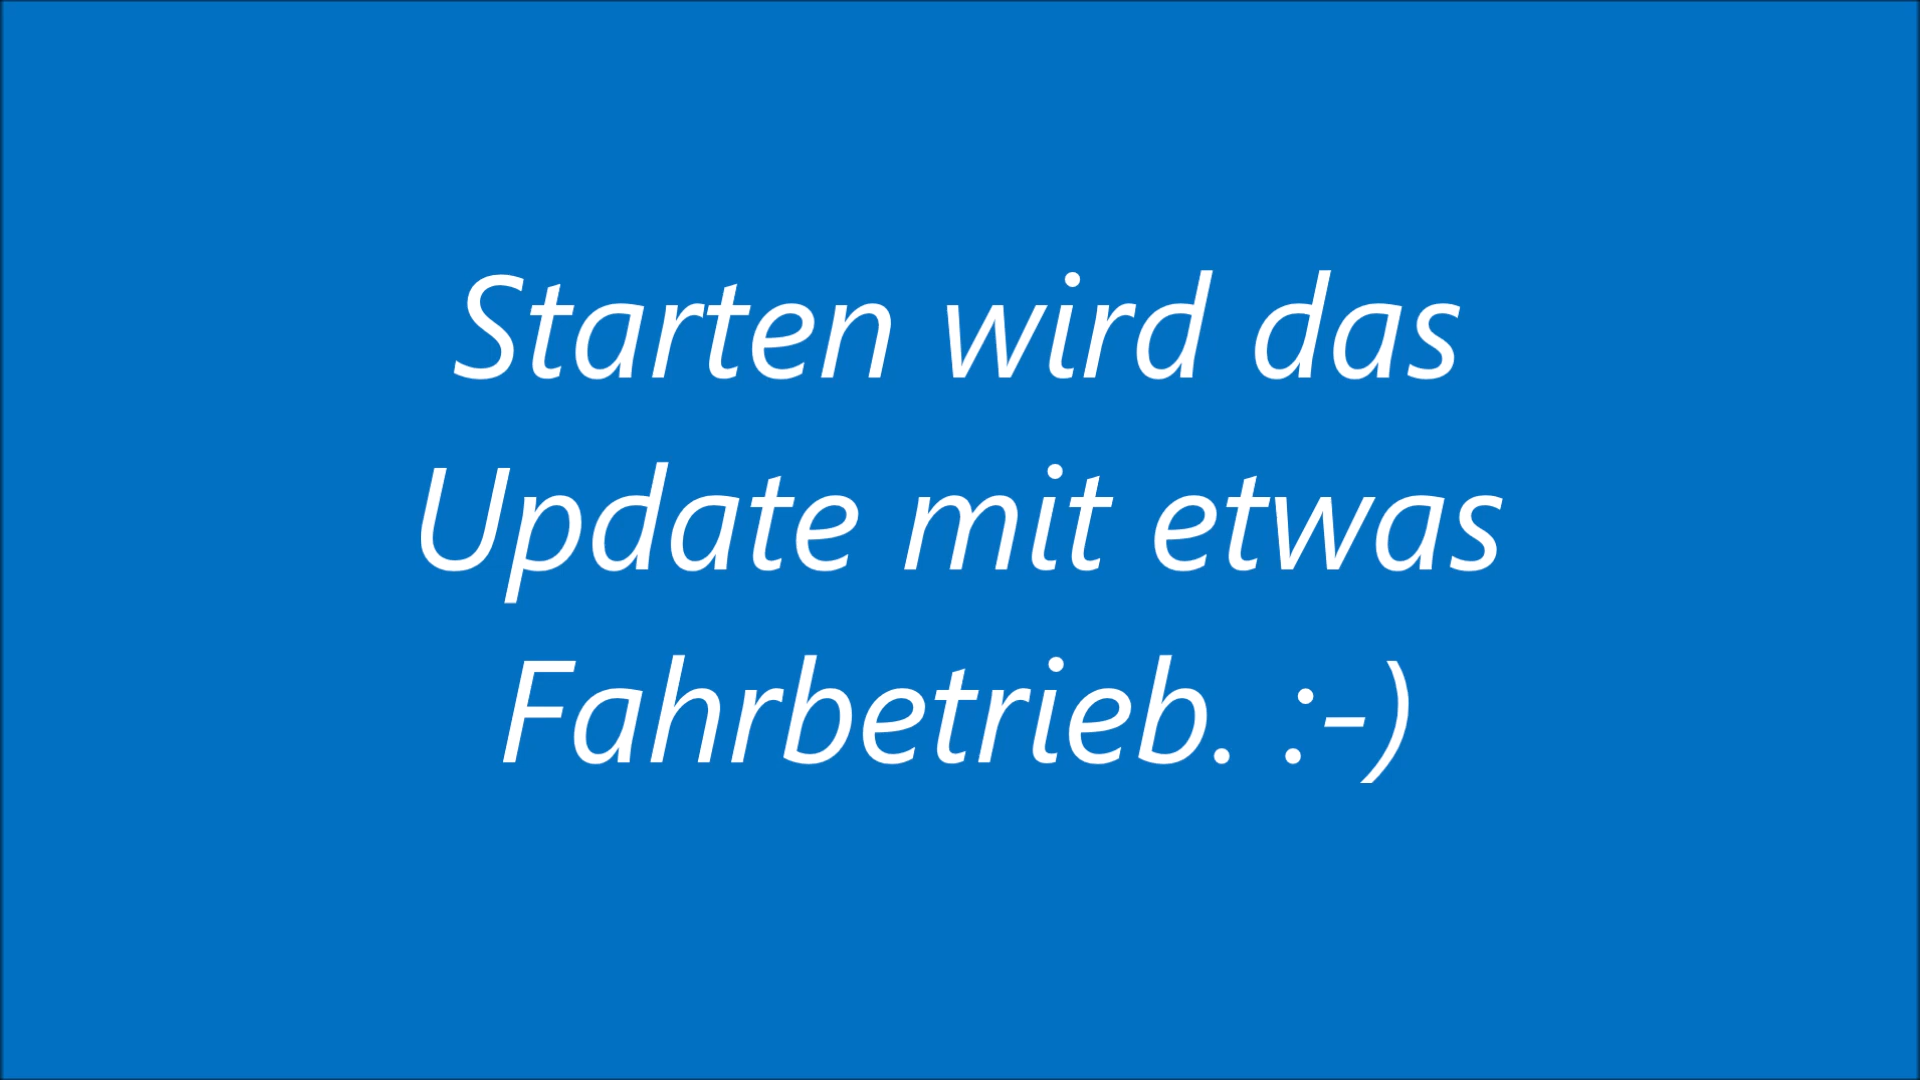 Starten wird das
Update mit etwas
Fahrbetrieb. :-)